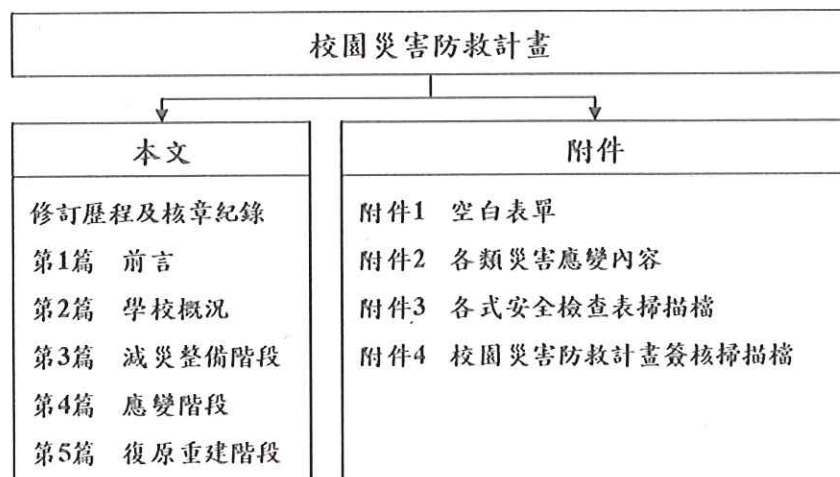 校園災害防救計畫
本文
修訂歷程及核章紀錄
第1篇 前言
第2篇 學校概況
第3篇 減災整備階段
第4篇 應變階段
第5篇 復原重建階段
附件
附件1 空白表單
附件2 各類災害應變內容
附件3 各式安全檢查表掃描檔
附件4 校園災害防救計畫簽核掃描檔